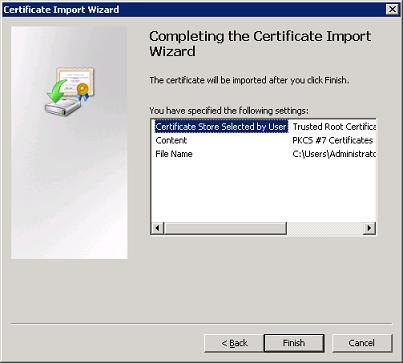 Certificate Import Wizard
Completing the Certificate Import
Wizard
The certificate will be imported after you click Finish.
You have specified the following settings:
Certificate Store Selected by User Trusted Root Certifica
Content PKCS #7 Certificates
File Name C:\Users\Administrato
< Back Finish Cancel